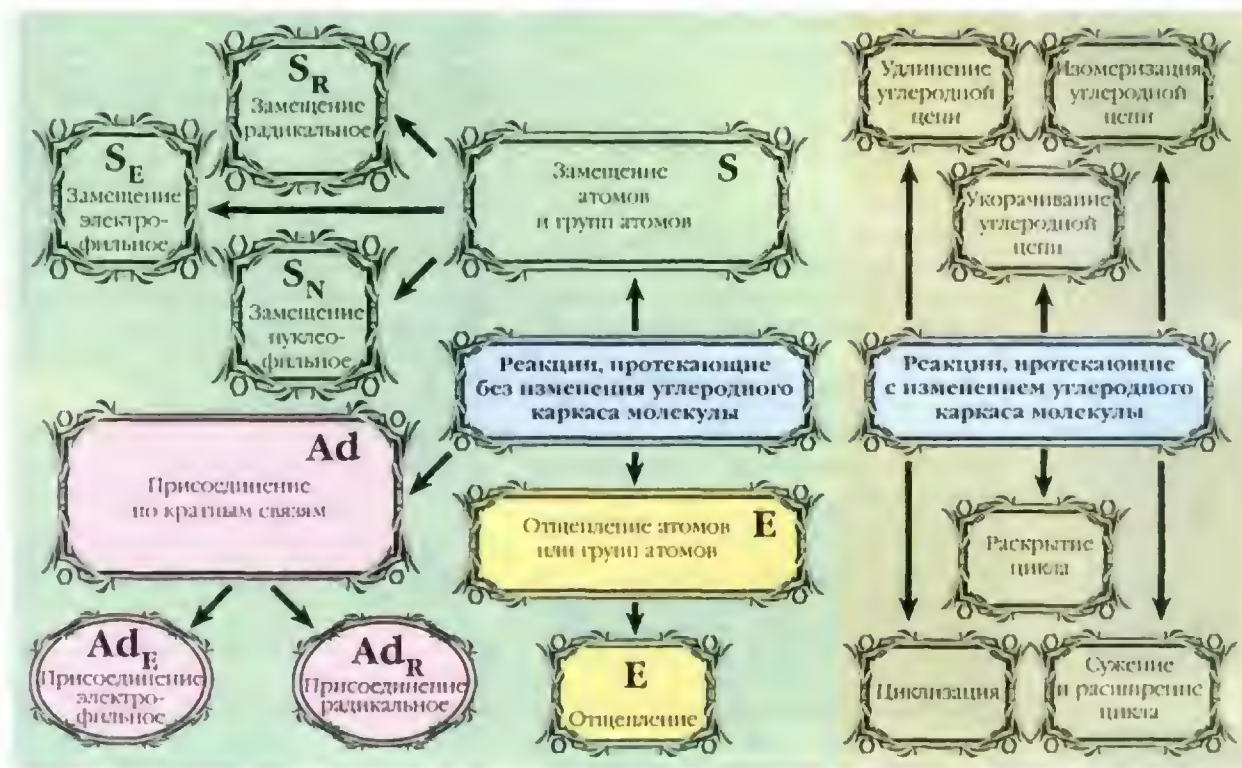 S_R
Замещение
радикальное
S_E
Замещение
электро-
фильное
S_N
Замещение
нуклео-
фильное
S
Замещение
атомов
и групп атомов
Реакции, протекающие
без изменения углеродного
каркаса молекулы
Ad
Присоединение
по кратным связям
Отщепление атомов
или групп атомов
E
Ad_E
Присоединение
электро-
фильное
Ad_R
Присоединение
радикальное
E
Отщепление
Удлинение
углеродной
цепи
Изомеризация
углеродной
цепи
Укорачивание
углеродной
цепи
Реакции, протекающие
с изменением углеродного
каркаса молекулы
Раскрытие
цикла
Циклизация
Сужение
и расширение
цикла